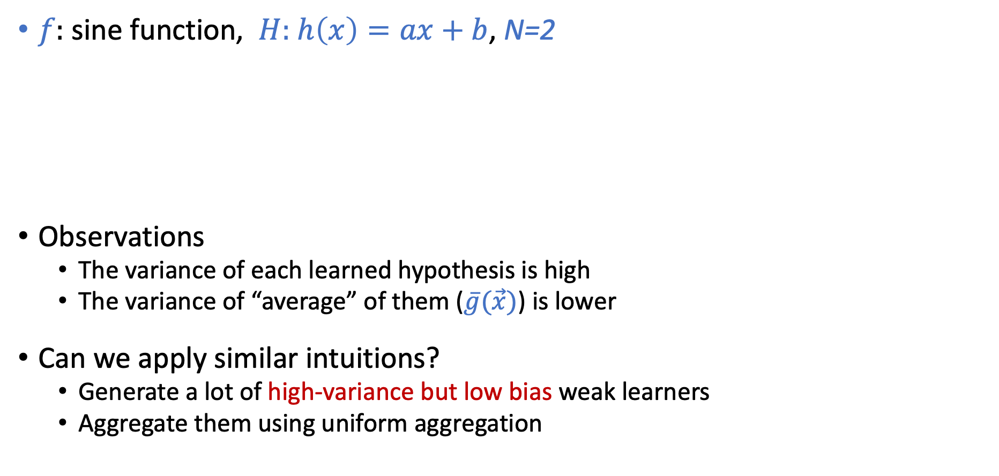 • f: sine function, H: h(x) = ax + b, N=2
• Observations
• The variance of each learned hypothesis is high
• The variance of “average” of them (ḡ(x⃗)) is lower
• Can we apply similar intuitions?
• Generate a lot of high-variance but low bias weak learners
• Aggregate them using uniform aggregation